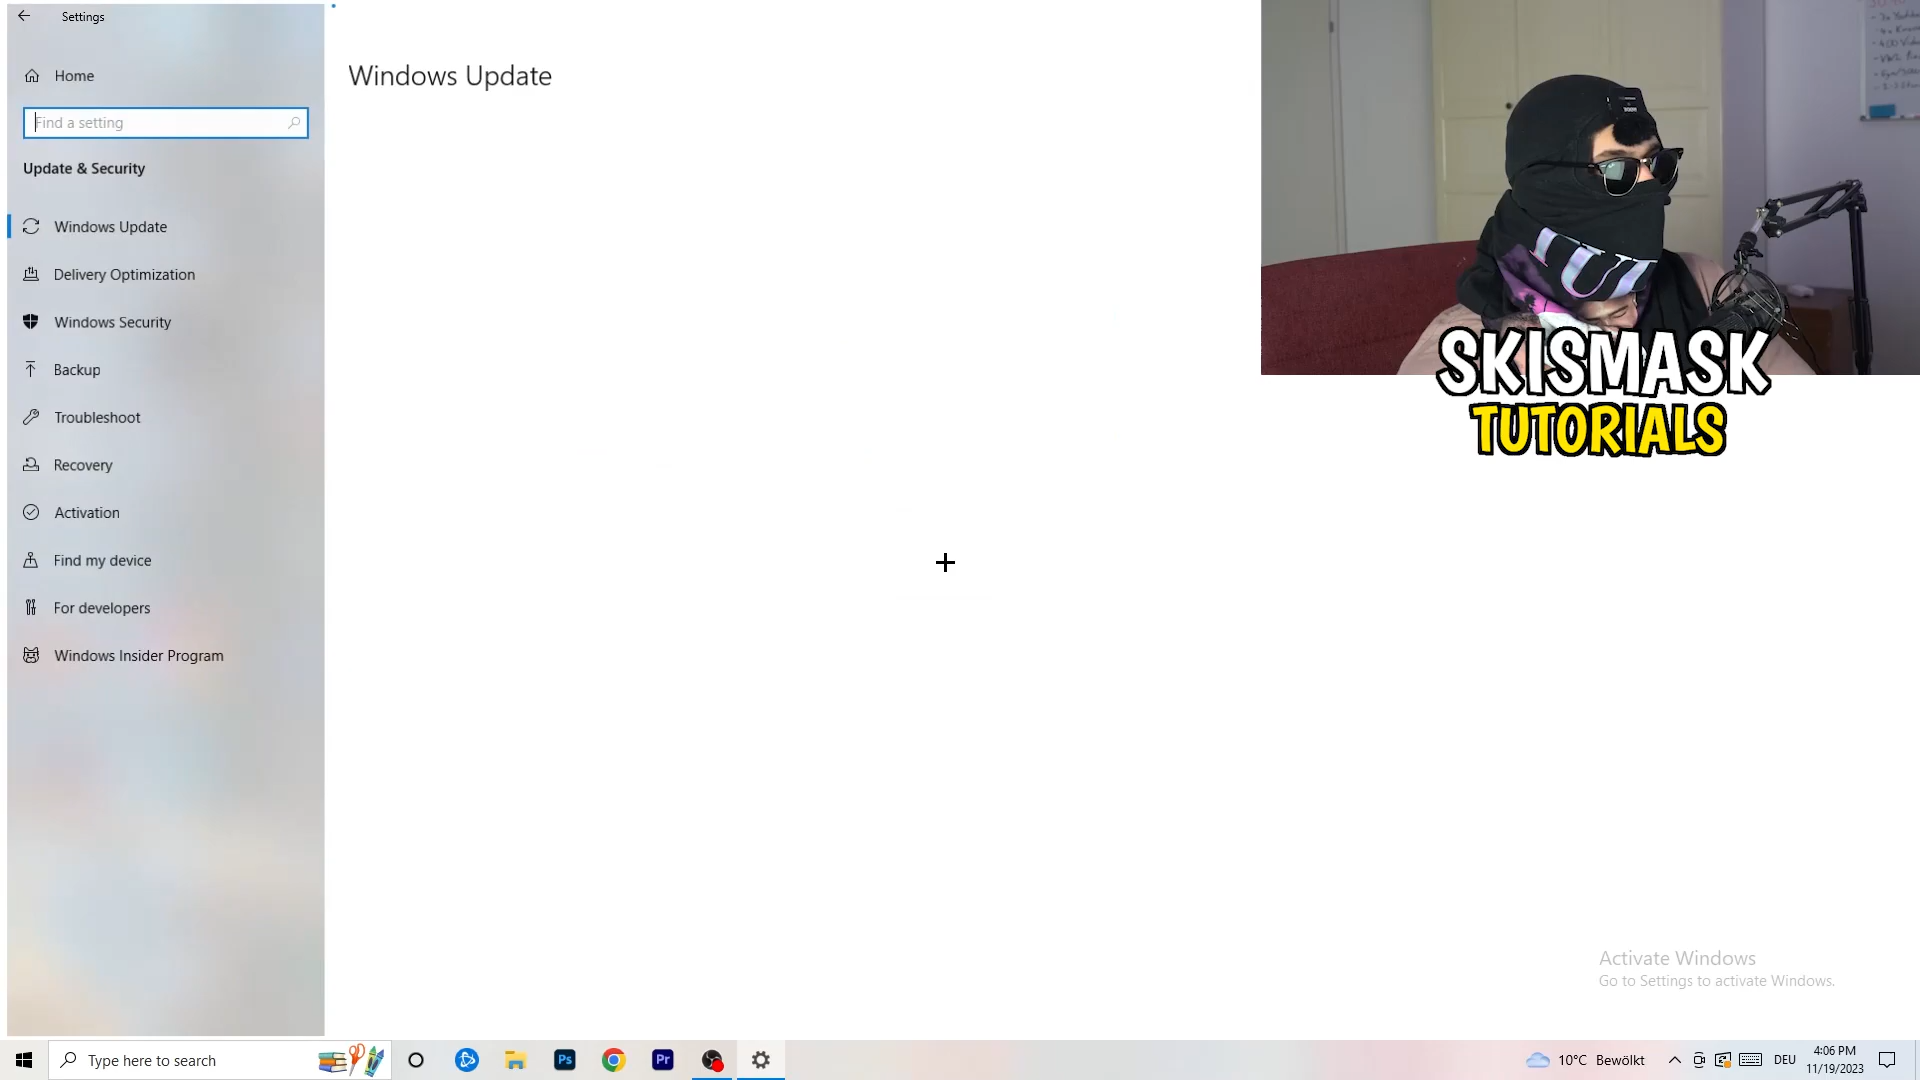 Settings
Home
Find a setting
Update & Security
Windows Update
Delivery Optimization
Windows Security
Backup
Troubleshoot
Recovery
Activation
Find my device
For developers
Windows Insider Program
Windows Update
SKISMASK
TUTORIALS
Activate Windows
Go to Settings to activate Windows.
Type here to search
Ps
Pr
10°C Bewölkt
DEU
4:06 PM
11/19/2023